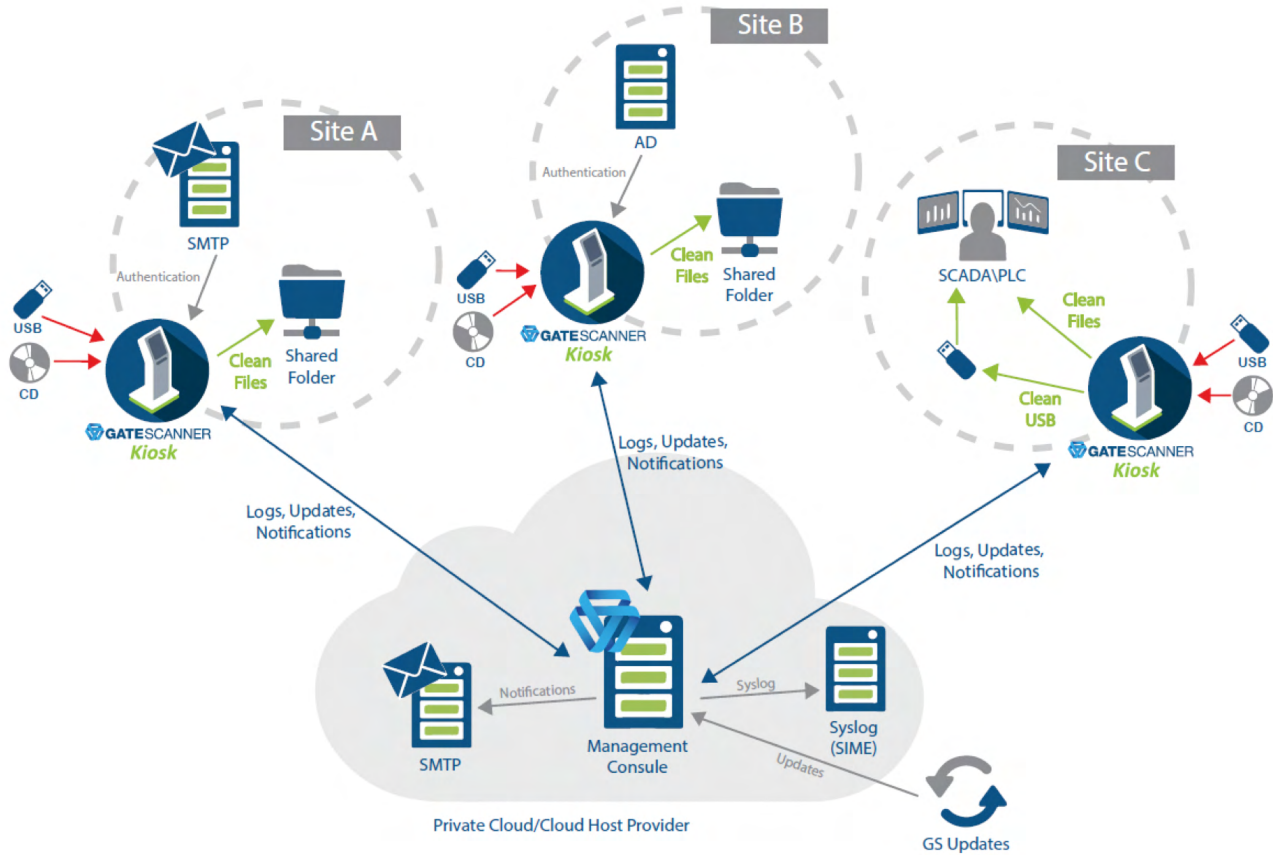 Site B
AD
Authentication
USB
CD
Clean
Files
Shared
Folder
GATESCANNER
Kiosk
Site A
SMTP
Authentication
USB
CD
Clean
Files
Shared
Folder
GATESCANNER
Kiosk
Site C
SCADA\PLC
Clean
Files
Clean
USB
USB
CD
GATESCANNER
Kiosk
Logs, Updates,
Notifications
Logs, Updates,
Notifications
Logs, Updates,
Notifications
Notifications
Syslog
SMTP
Management
Consule
Syslog
(SIME)
Updates
GS Updates
Private Cloud/Cloud Host Provider